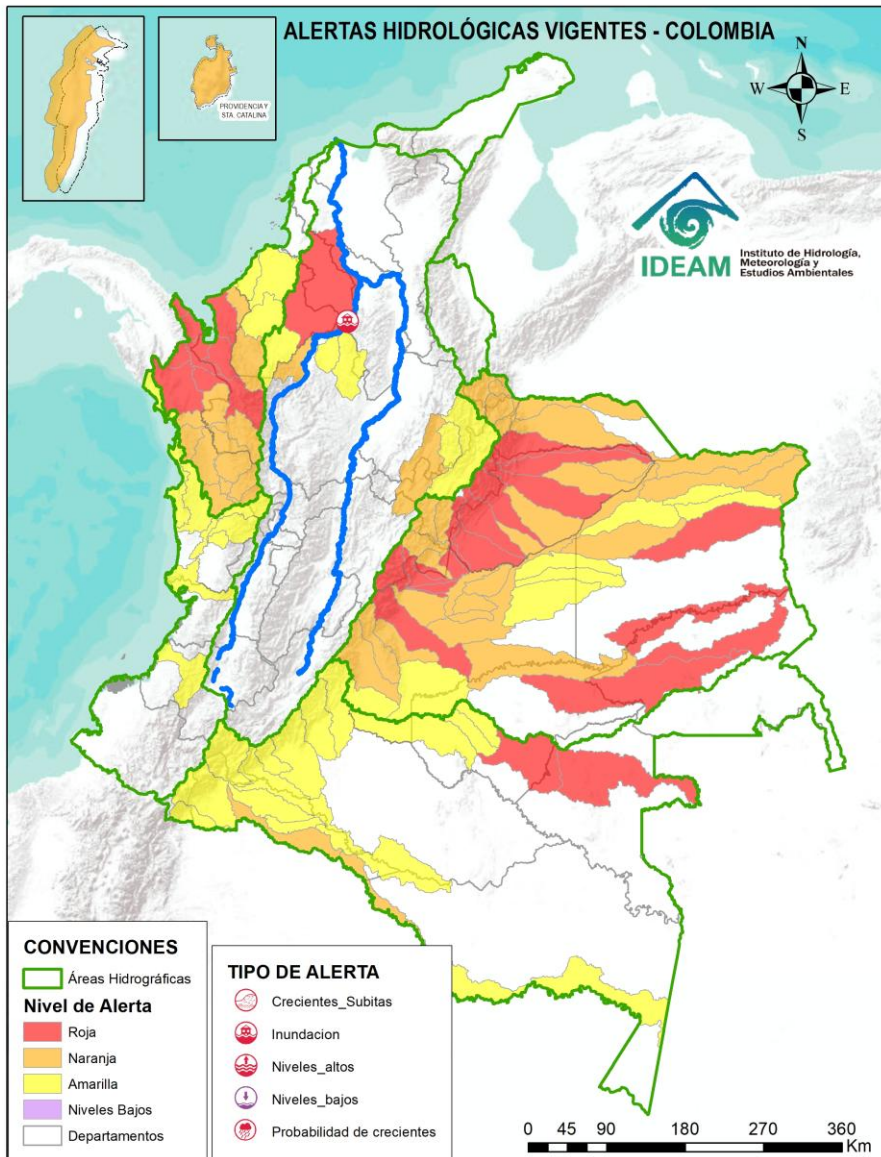 ALERTAS HIDROLÓGICAS VIGENTES - COLOMBIA
PROVIDENCIA Y
STA. CATALINA
N
W
E
S
IDEAM
Instituto de Hidrología,
Meteorología y
Estudios Ambientales
CONVENCIONES
Áreas Hidrográficas
Nivel de Alerta
Roja
Naranja
Amarilla
Niveles Bajos
Departamentos
TIPO DE ALERTA
Crecientes_Subitas
Inundacion
Niveles_altos
Niveles_bajos
Probabilidad de crecientes
0 45 90 180 270 360
Km